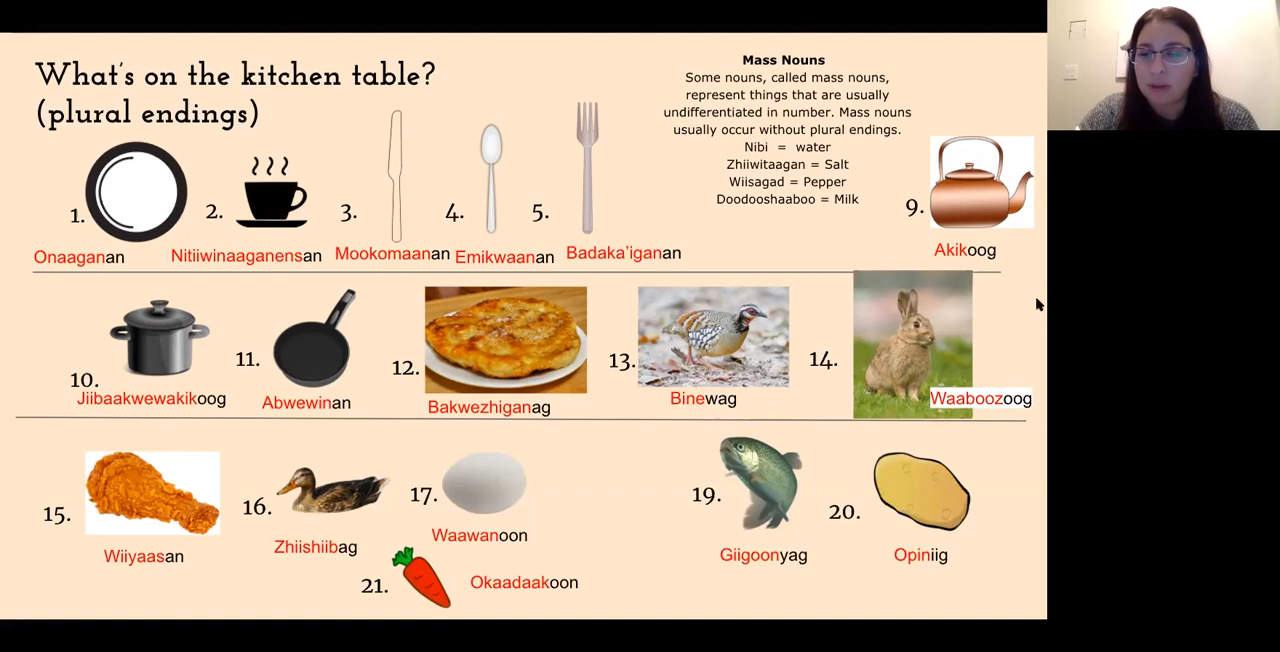 What's on the kitchen table?
(plural endings)
Mass Nouns
Some nouns, called mass nouns,
represent things that are usually
undifferentiated in number. Mass nouns
usually occur without plural endings.
Nibi = water
Zhiiwitaagan = Salt
Wiisagad = Pepper
Doodooshaaboo = Milk
1.
Onaaganan
2.
Nitiiwinaaganensan
3.
Mookomaanan
4.
Emikwaanan
5.
Badaka'iganan
9.
Akikoog
10.
Jiibaakwewakikoog
11.
Abwewinan
12.
Bakwezhiganag
13.
Binewag
14.
Waaboozoog
15.
Wiiyaasan
16.
Zhiishiibag
17.
Waawanoon
19.
Giigoonyag
20.
Opiniig
21.
Okaadaakoon